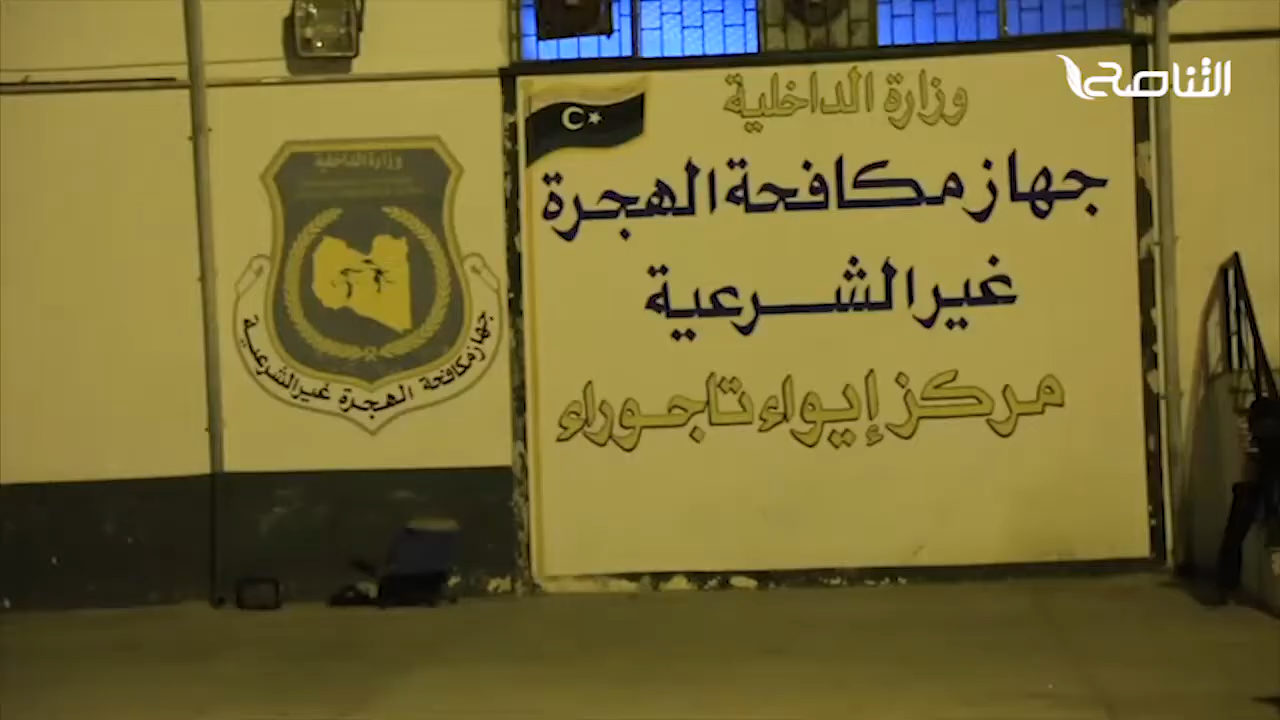 التناصح
وزارة الداخلية
جهاز مكافحة الهجرة
غير الشرعية
مركز إيواء تاجوراء
وزارة الداخلية
جهاز مكافحة الهجرة غير الشرعية